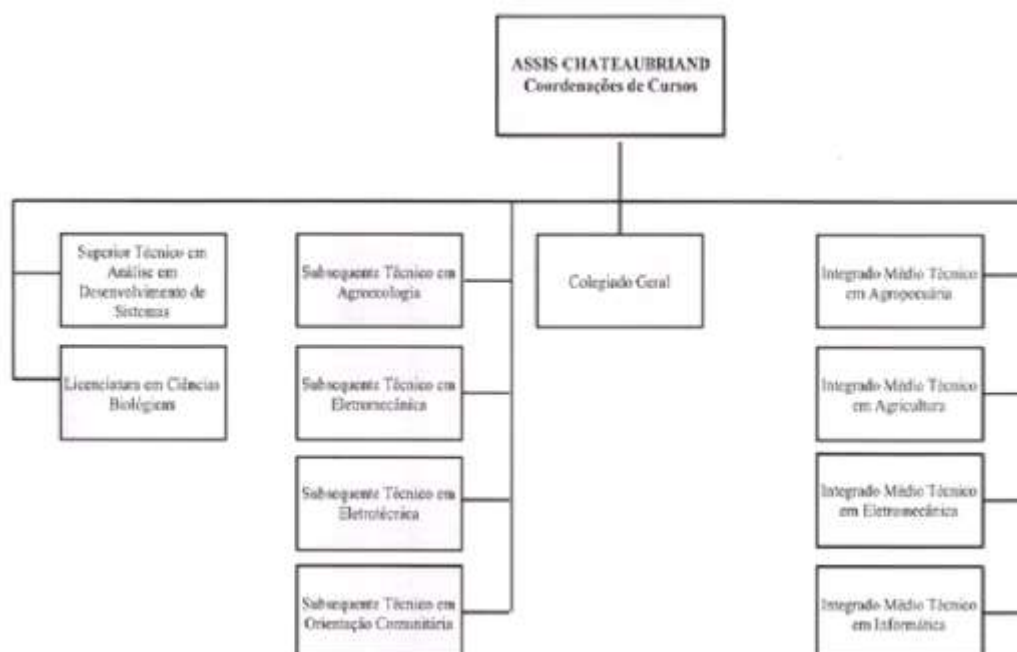 ASSIS CHATEAUBRIAND
Coordenações de Cursos
Superior Técnico em
Análise em
Desenvolvimento de
Sistemas
Licenciatura em Ciências
Biológicas
Subsequente Técnico em
Agroecologia
Subsequente Técnico em
Eletromecânica
Subsequente Técnico em
Eletrotécnica
Subsequente Técnico em
Orientação Comunitária
Colegiado Geral
Integrado Médio Técnico
em Agropecuária
Integrado Médio Técnico
em Agricultura
Integrado Médio Técnico
em Eletromecânica
Integrado Médio Técnico
em Informática